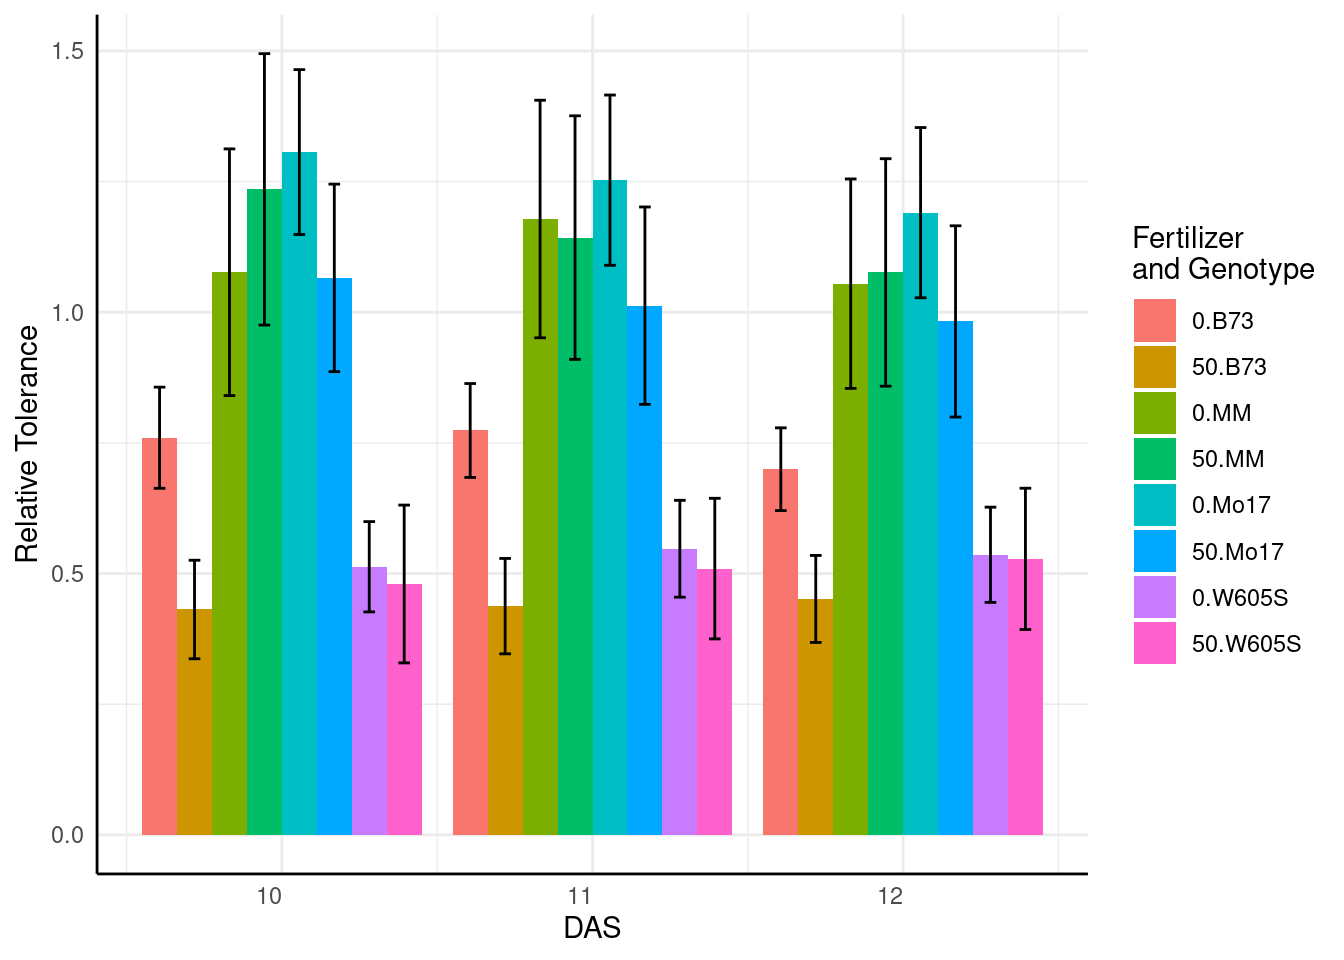 1.5
1.0
0.5
0.0
Relative Tolerance
10
11
12
DAS
Fertilizer
and Genotype
0.B73
50.B73
0.MM
50.MM
0.Mo17
50.Mo17
0.W605S
50.W605S